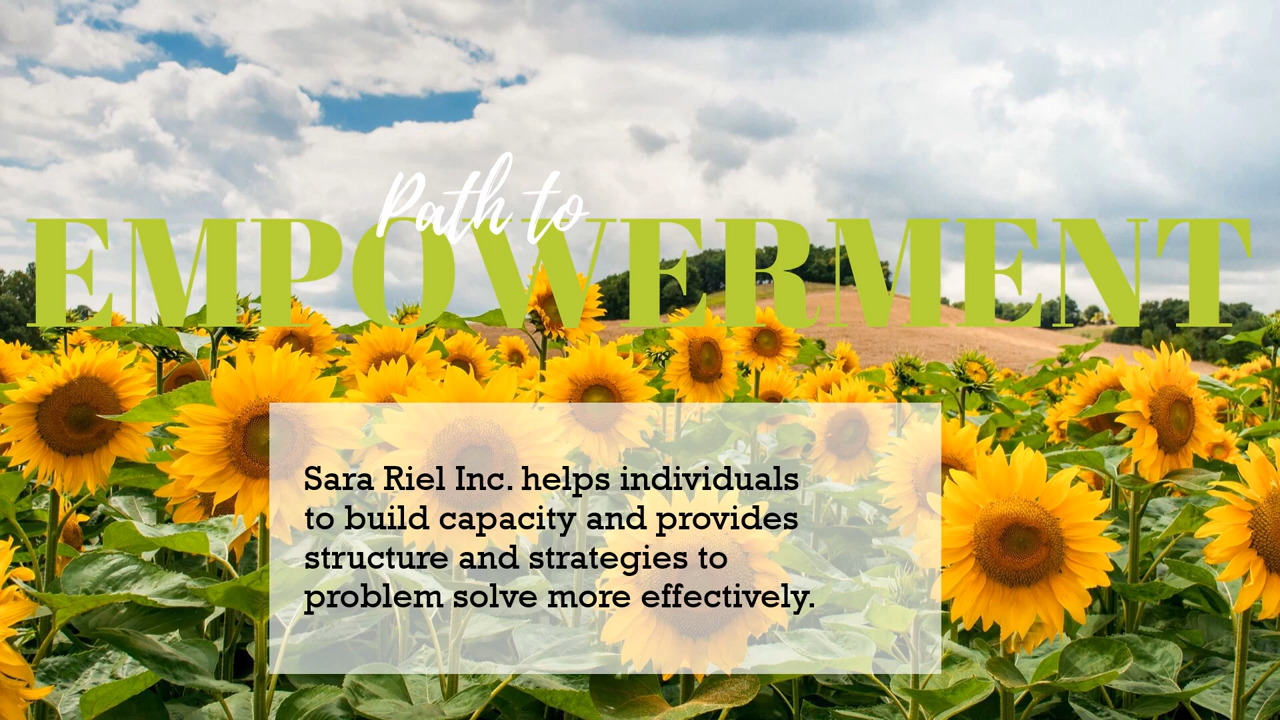 Path to
EMPOWERMENT
Sara Riel Inc. helps individuals
to build capacity and provides
structure and strategies to
problem solve more effectively.